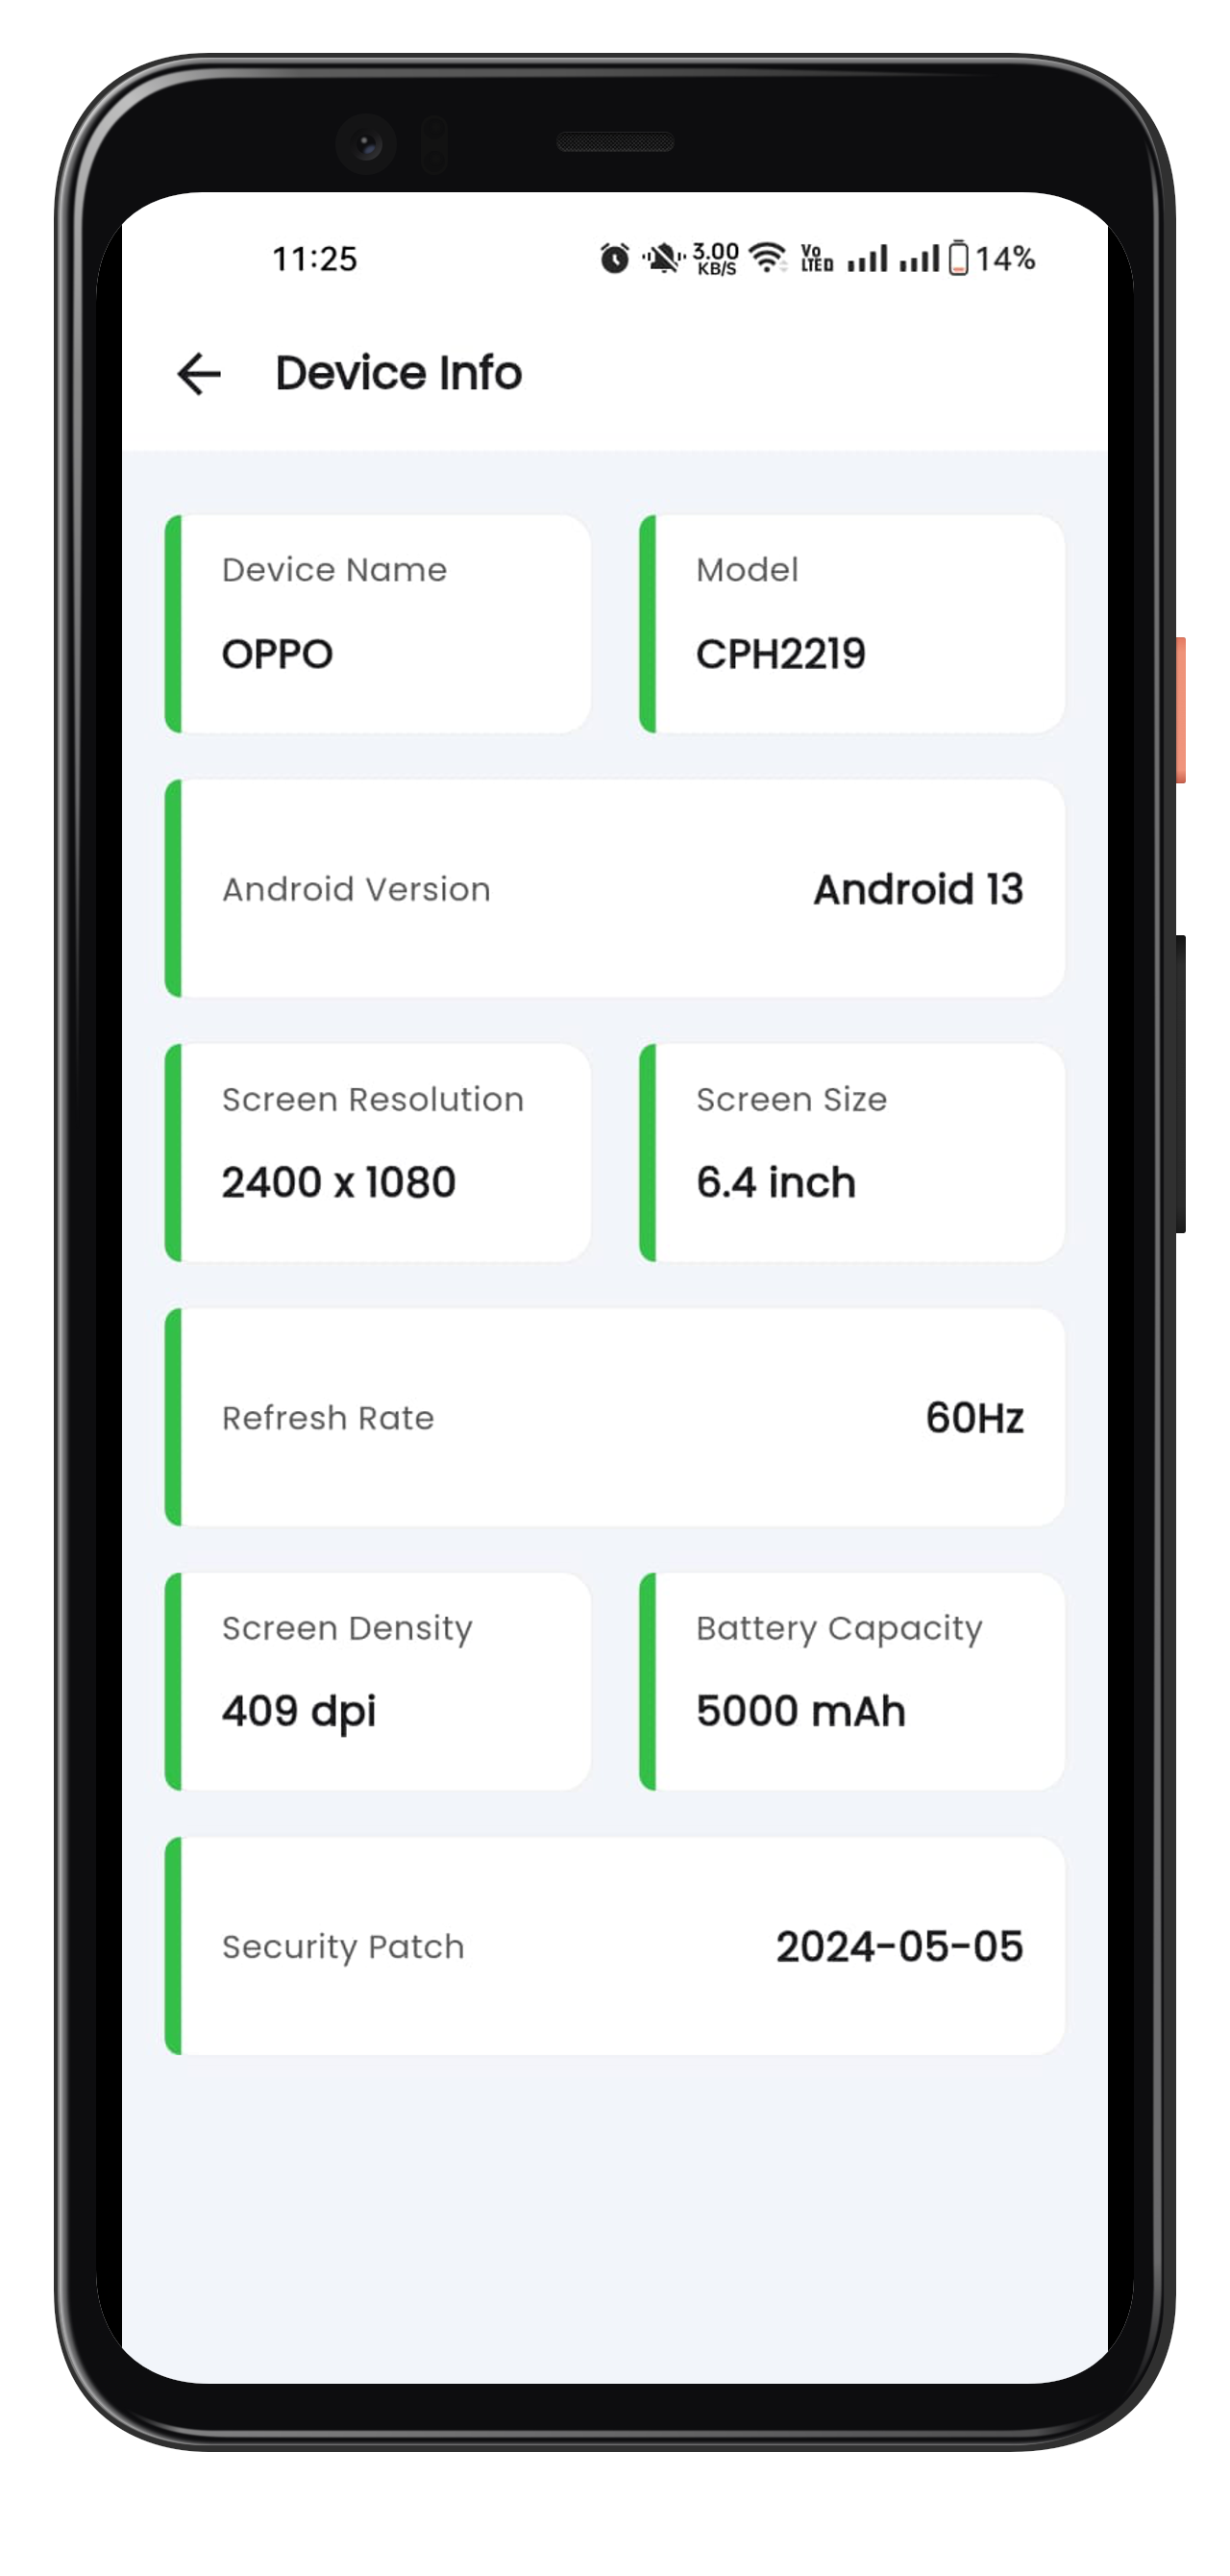 11:25 3.00 KB/S Vo LTE D 14%
Device Info
Device Name
OPPO
Model
CPH2219
Android Version Android 13
Screen Resolution
2400 x 1080
Screen Size
6.4 inch
Refresh Rate 60Hz
Screen Density
409 dpi
Battery Capacity
5000 mAh
Security Patch 2024-05-05